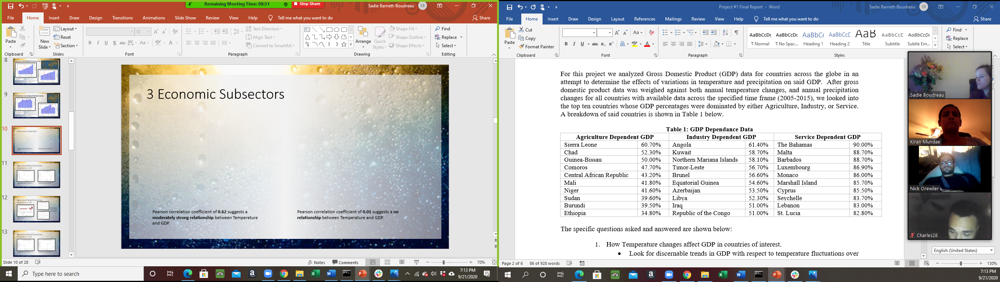 Remaining Meeting Time: 08:51
Stop Share
Sadie Barnett-Boudreau
SB
File Home Insert Draw Design Transitions Animations Slide Show Review View Help Tell me what you want to do
Share
Paste
Clipboard
New
Slide
Layout
Reset
Section
Slides
10
Font
Text Direction
Align Text
Convert to SmartArt
Paragraph
Arrange
Quick
Styles
Shape Fill
Shape Outline
Shape Effects
Drawing
Find
Replace
Select
Editing
8
9
Positively Correlated Relationship
10
3 Economic Subsectors
11
Agricultural Based Economies
Temperature vs. GDP
12
Agricultural Based Economies
Temperature vs. GDP
13
Agricultural Based Economies
Precipitation vs. GDP
3 Economic Subsectors
Pearson correlation coefficient of 0.62 suggests a
moderately strong relationship between Temperature
and GDP.
Pearson correlation coefficient of 0.01 suggests a no
relationship between Temperature and GDP.
Slide 10 of 28
Notes
Comments
70%
Type here to search
7:13 PM
9/21/2020
Project #1 Final Report - Word
Sadie Barnett-Boudreau
SB
File Home Insert Draw Design Layout References Mailings Review View Help Tell me what you want to do
Share
Paste
Cut
Copy
Format Painter
Clipboard
Font
Paragraph
AaBbCcDc
¶ Normal
AaBbCcDc
¶ No Spac...
AaBbCc
Heading 1
AaBbCcE
Heading 2
AaB
Title
AaBbCcD
Subtitle
AaBbCcDc
Subtle Em...
Styles
Find
Replace
Select
For this project we analyzed Gross Domestic Product (GDP) data for countries across the globe in an
attempt to determine the effects of variations in temperature and precipitation on said GDP. After gross
domestic product data was weighed against both annual temperature changes, and annual precipitation
changes for all countries with available data across the specified time frame (2005-2015), we looked into
the top ten countries whose GDP percentages were dominated by either Agriculture, Industry, or Service.
A breakdown of said countries is shown in Table 1 below.
Table 1: GDP Dependance Data
Agriculture Dependent GDP Industry Dependent GDP Service Dependent GDP
Sierra Leone 60.70% Angola 61.40% The Bahamas 90.00%
Chad 52.30% Kuwait 58.70% Malta 88.70%
Guinea-Bissau 50.00% Northern Mariana Islands 58.10% Barbados 88.70%
Comoros 47.70% Timor-Leste 56.70% Luxembourg 86.90%
Central African Republic 43.20% Brunel 56.60% Monaco 86.00%
Mali 41.80% Equatorial Guinea 54.60% Marshall Island 85.70%
Niger 41.60% Azerbaijan 53.50% Cyprus 85.50%
Sudan 39.60% Libya 52.30% Seychelle 83.70%
Burundi 39.50% Iraq 51.00% Lebanon 83.00%
Ethiopia 34.80% Republic of the Congo 51.00% St. Lucia 82.80%
The specific questions asked and answered are shown below:
1. How Temperature changes affect GDP in countries of interest.
• Look for discernable trends in GDP with respect to temperature fluctuations over
Sadie Boudreau
Kiran Mundae
Nick Orewiler
Charles28
English (United States)
Page 2 of 6
86 of 928 words
130%
7:13 PM
9/21/2020